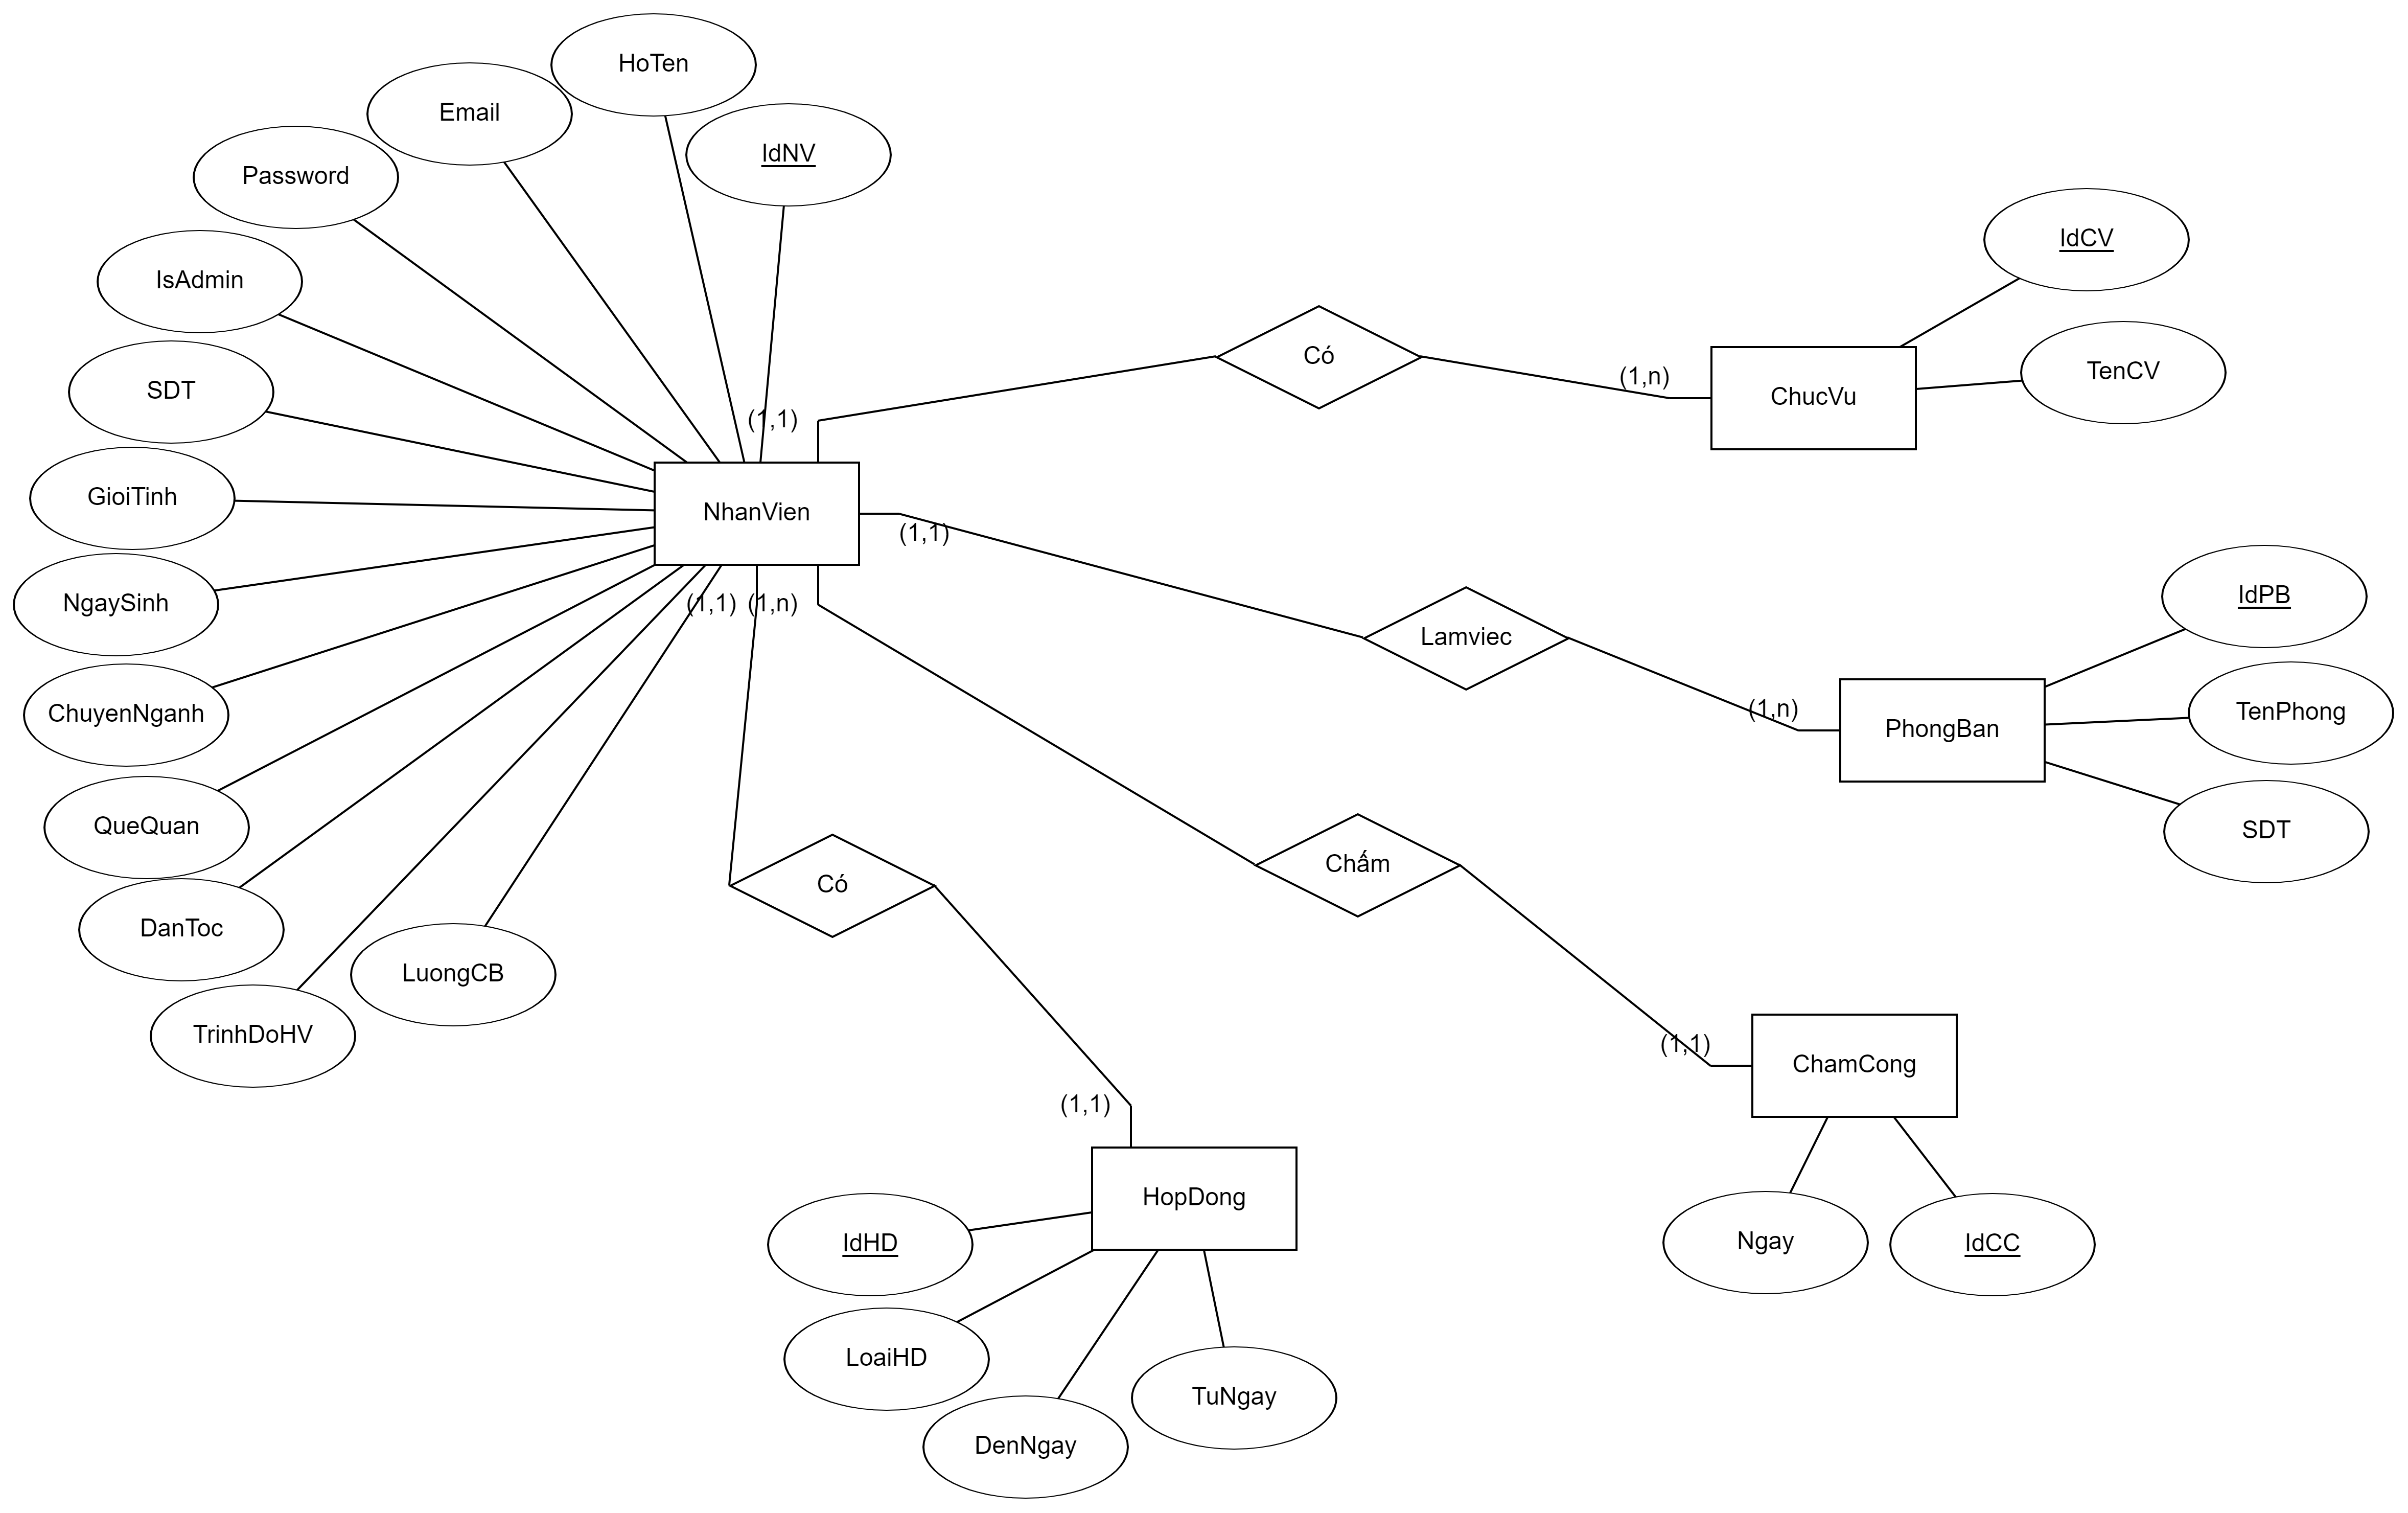 HoTen
Email
IdNV
Password
IdCV
IsAdmin
Có
TenCV
(1,n)
SDT
ChucVu
(1,1)
GioiTinh
NhanVien
(1,1)
IdPB
NgaySinh
(1,1)
(1,n)
Lamviec
(1,n)
TenPhong
ChuyenNganh
PhongBan
QueQuan
SDT
Chấm
Có
DanToc
LuongCB
TrinhDoHV
(1,1)
ChamCong
(1,1)
HopDong
IdHD
Ngay
IdCC
LoaiHD
TuNgay
DenNgay